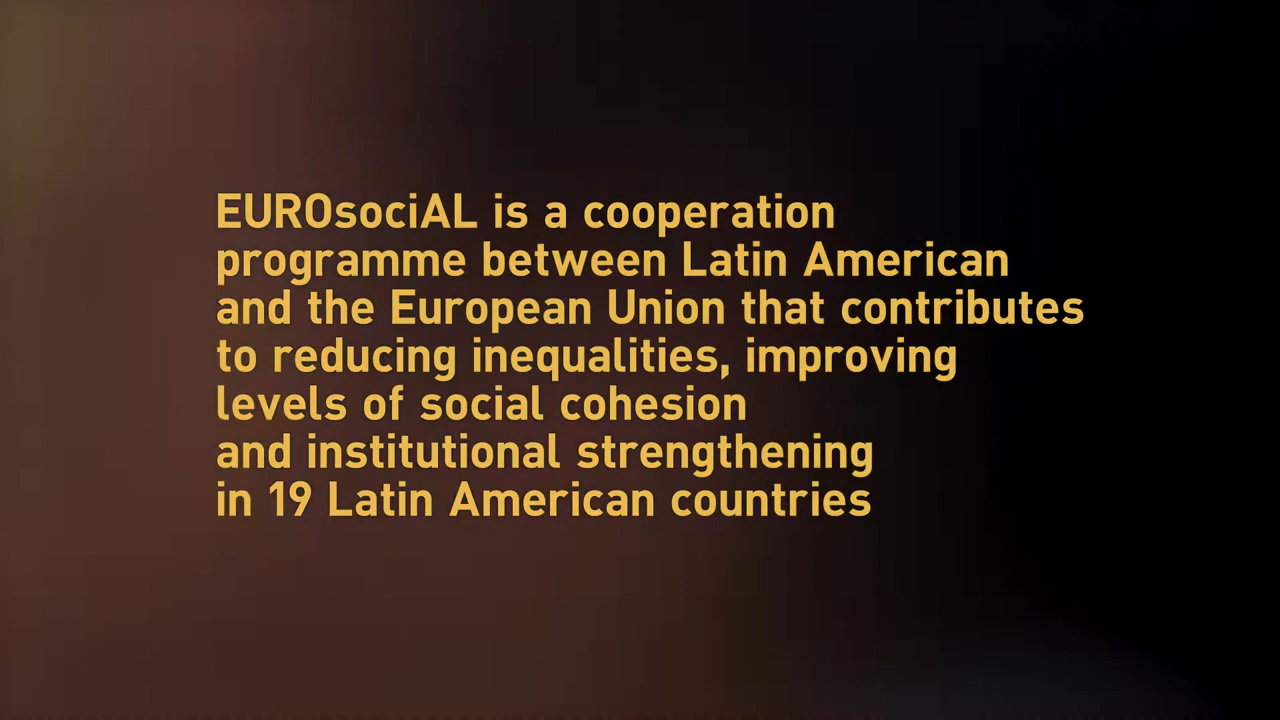 EUROsociAL is a cooperation
programme between Latin American
and the European Union that contributes
to reducing inequalities, improving
levels of social cohesion
and institutional strengthening
in 19 Latin American countries